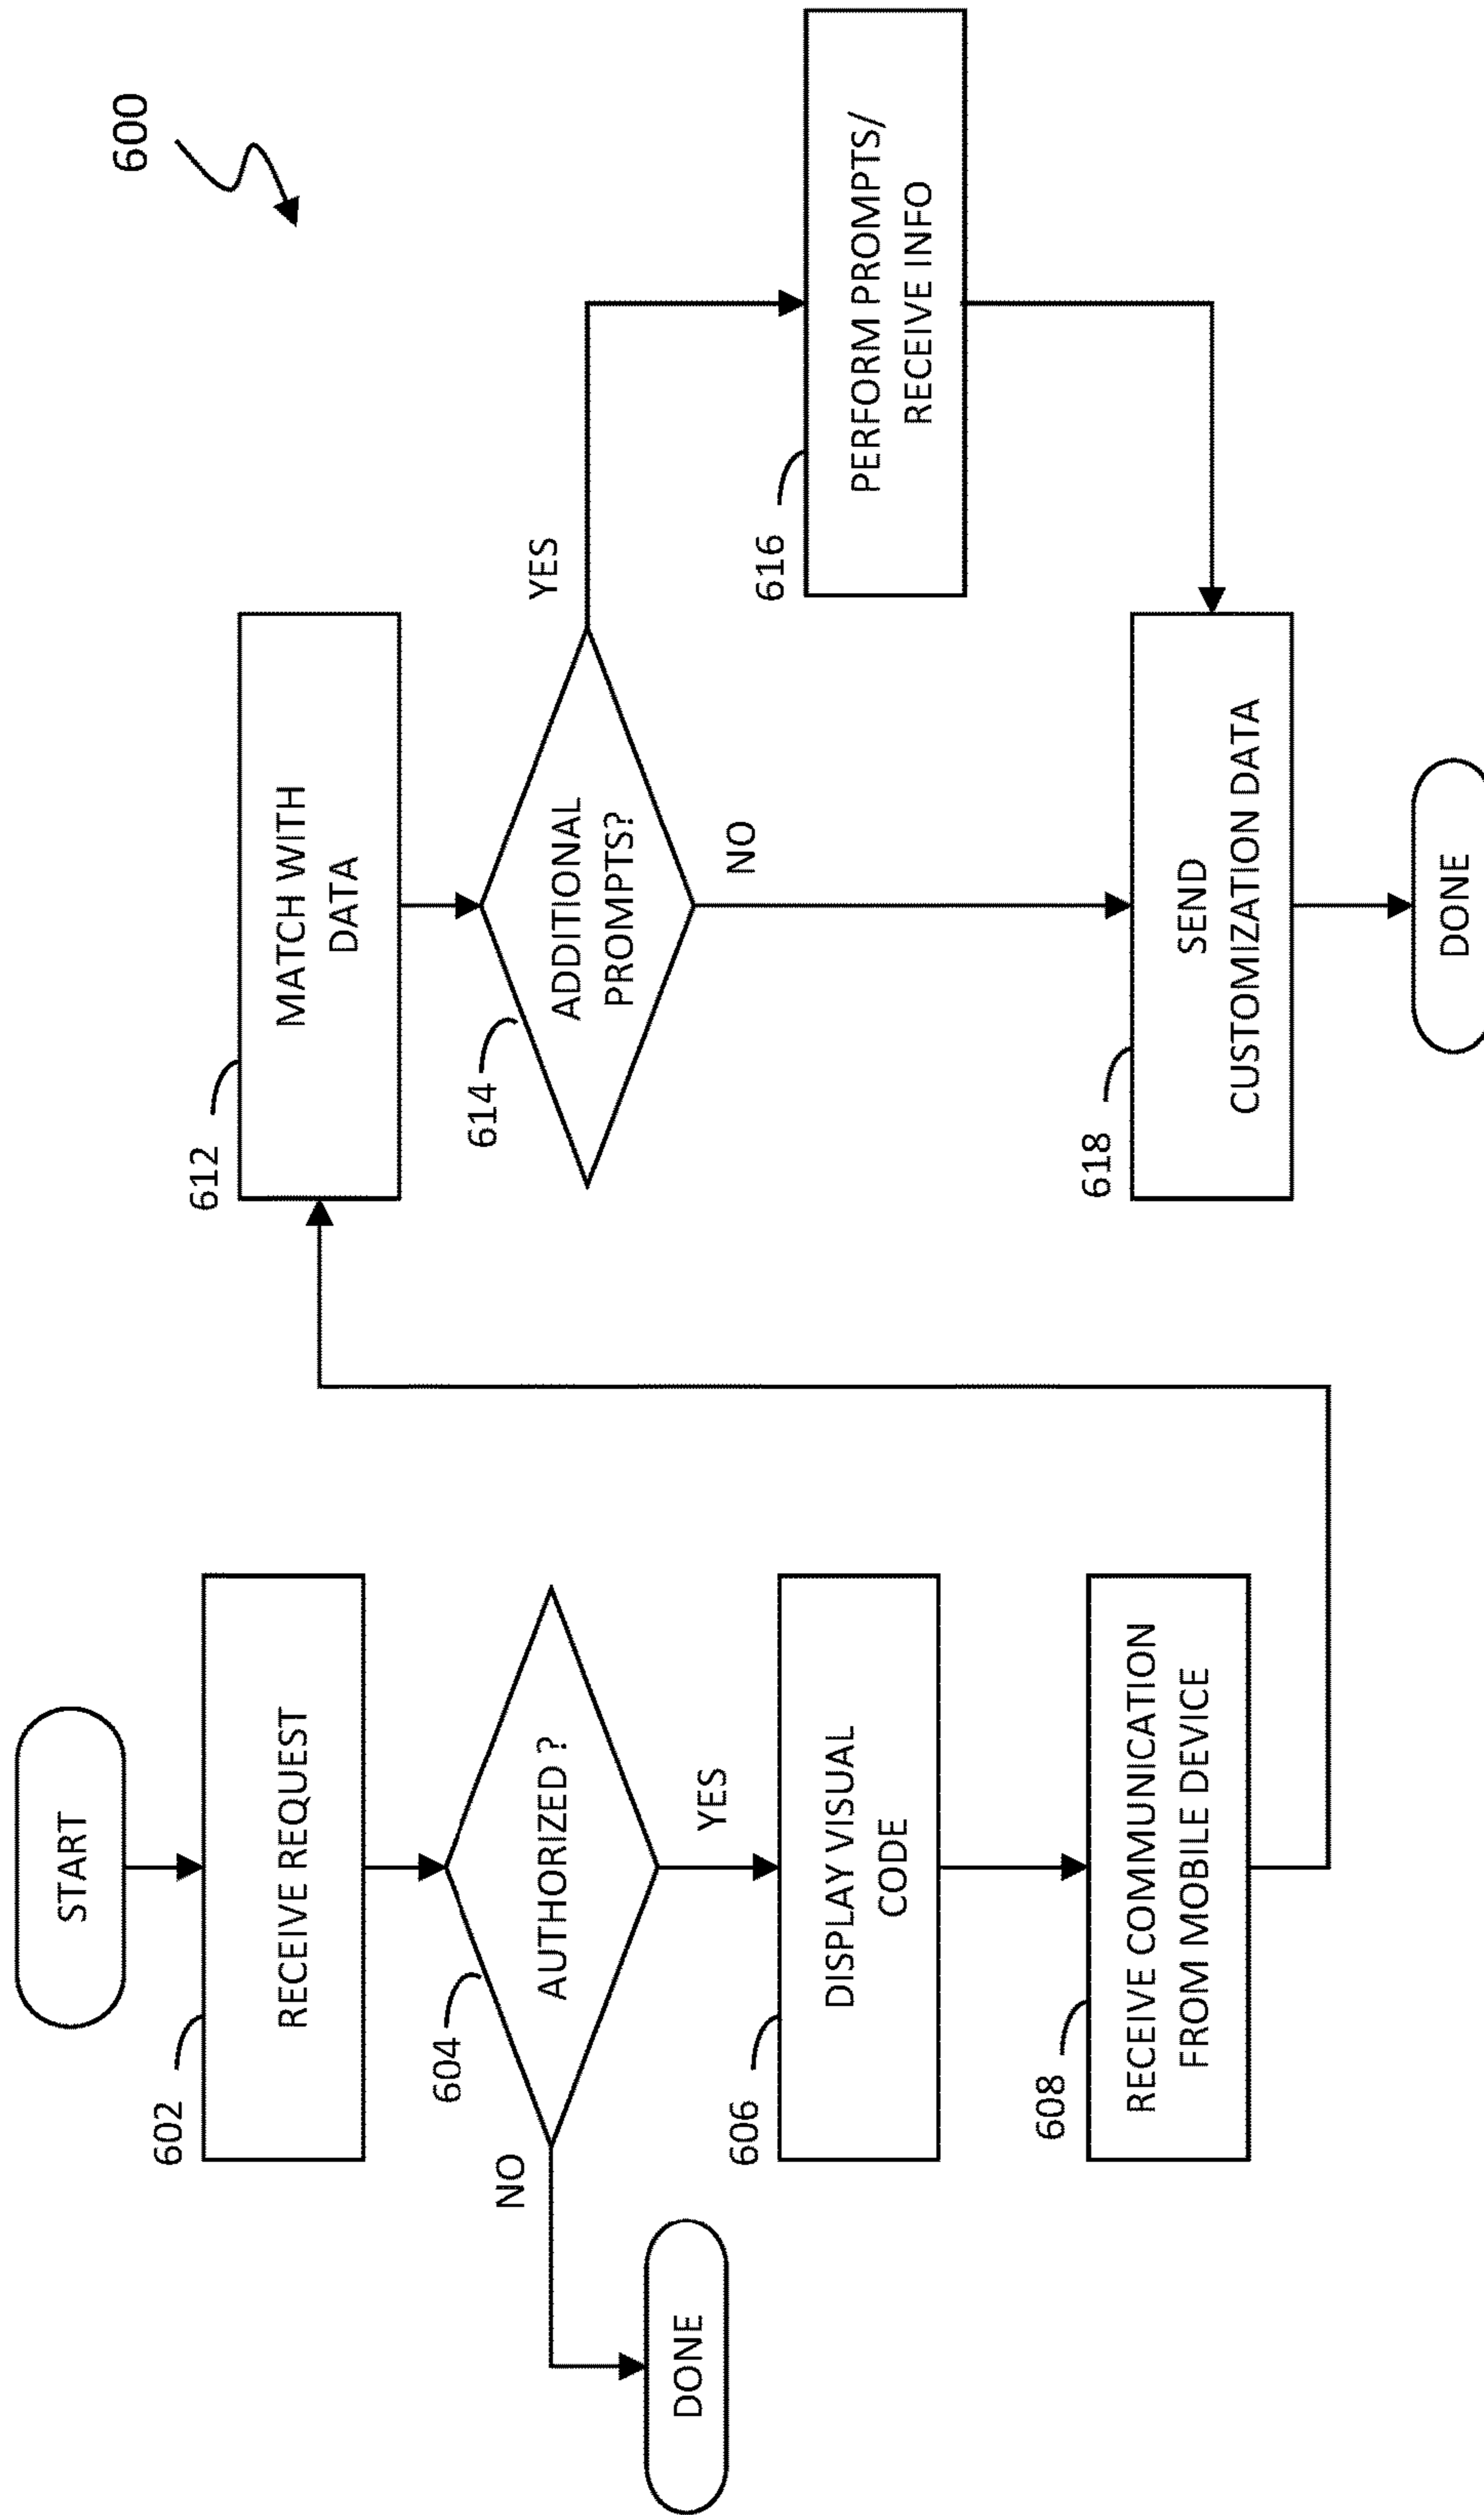 600
START
602
RECEIVE REQUEST
604
AUTHORIZED ?
NO
DONE
YES
606
DISPLAY VISUAL
CODE
608
RECEIVE COMMUNICATION
FROM MOBILE DEVICE
612
MATCH WITH
DATA
614
ADDITIONAL
PROMPTS?
YES
616
PERFORM PROMPTS/
RECEIVE INFO
NO
618
SEND
CUSTOMIZATION DATA
DONE